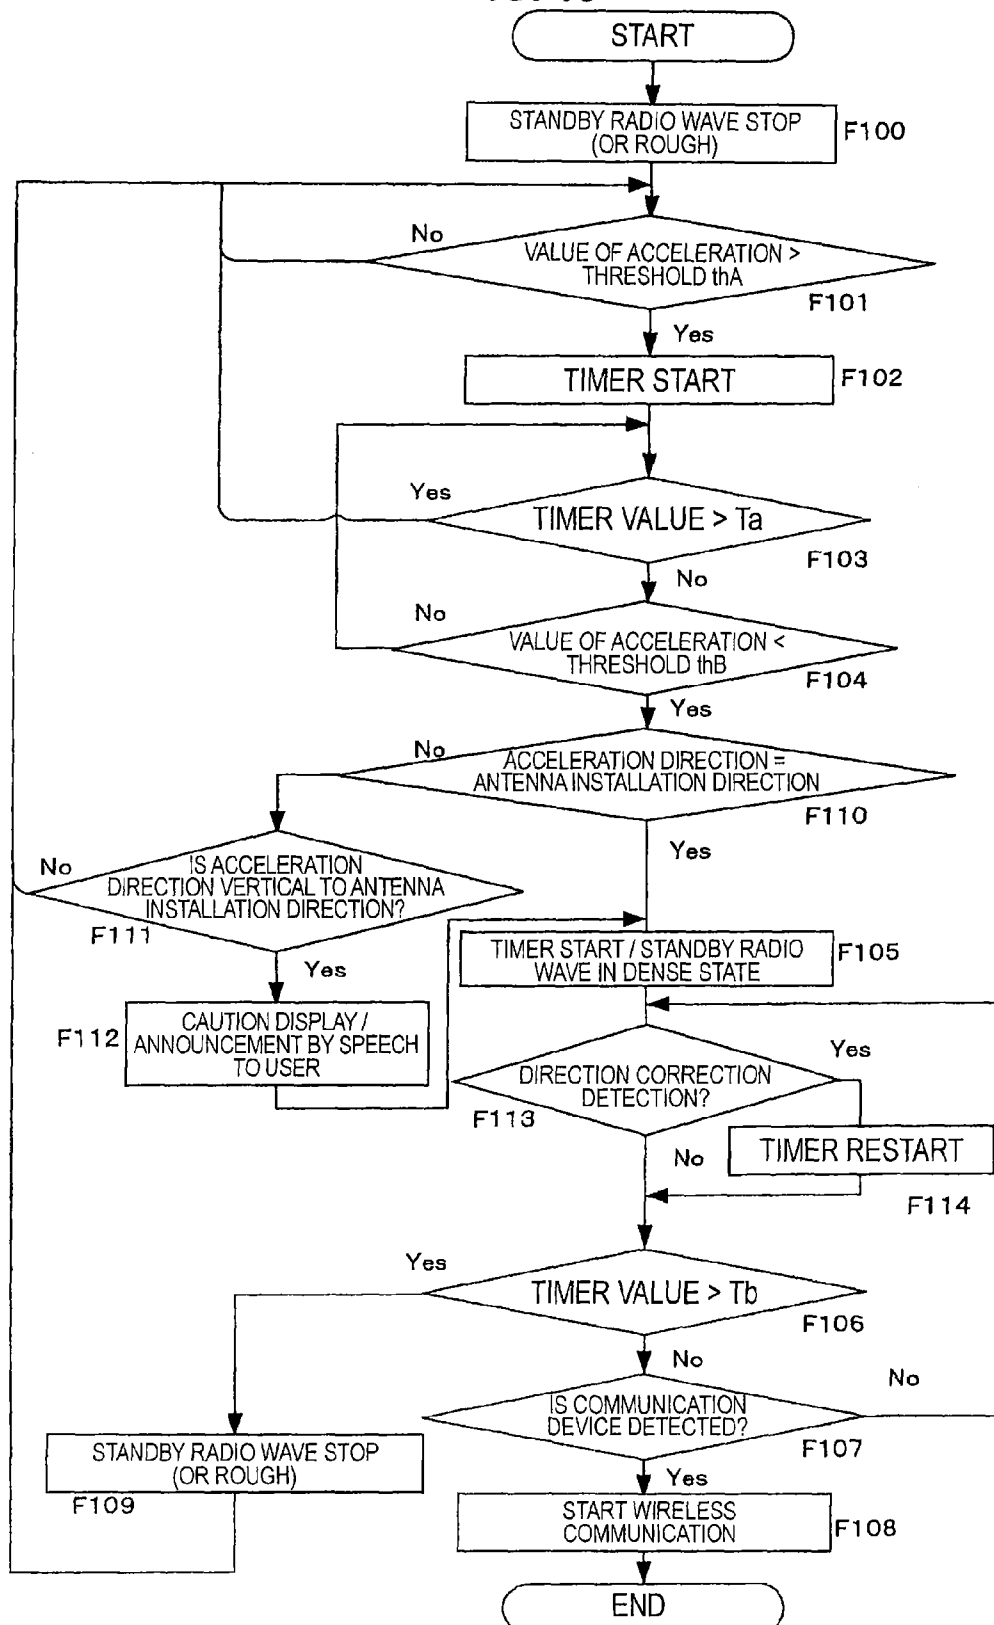 START
STANDBY RADIO WAVE STOP
(OR ROUGH)
F100
No
VALUE OF ACCELERATION >
THRESHOLD thA
F101
Yes
TIMER START
F102
Yes
TIMER VALUE > Ta
F103
No
No
VALUE OF ACCELERATION <
THRESHOLD thB
F104
Yes
No
ACCELERATION DIRECTION =
ANTENNA INSTALLATION DIRECTION
F110
Yes
No
IS ACCELERATION
DIRECTION VERTICAL TO ANTENNA
INSTALLATION DIRECTION?
F111
Yes
TIMER START / STANDBY RADIO
WAVE IN DENSE STATE
F105
F112
CAUTION DISPLAY /
ANNOUNCEMENT BY SPEECH
TO USER
Yes
DIRECTION CORRECTION
DETECTION?
F113
No
TIMER RESTART
F114
Yes
TIMER VALUE > Tb
F106
No
No
IS COMMUNICATION
DEVICE DETECTED?
F107
STANDBY RADIO WAVE STOP
(OR ROUGH)
F109
Yes
START WIRELESS
COMMUNICATION
F108
END